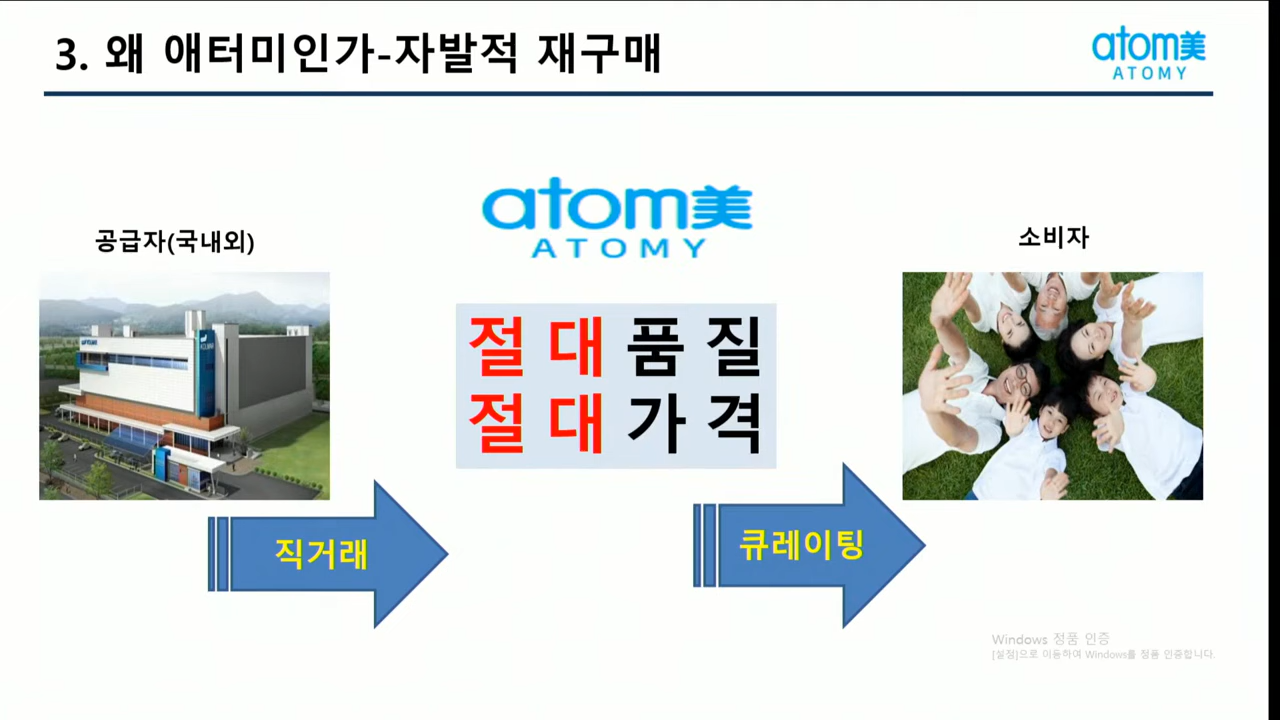 3. 왜 애터미인가-자발적 재구매
atom美
ATOMY
atom美
ATOMY
공급자(국내외)
소비자
절대품질
절대가격
직거래
큐레이팅
Windows 정품 인증
[설정]으로 이동하여 Windows를 정품 인증합니다.